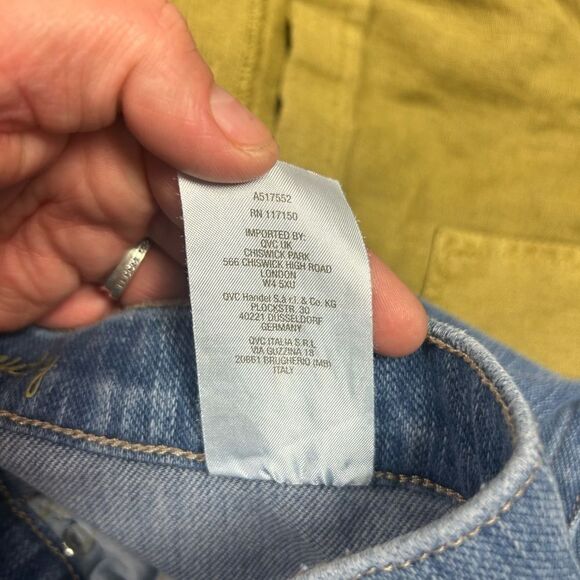 A517552
RN 117150
IMPORTED BY:
QVC UK
CHISWICK PARK
566 CHISWICK HIGH ROAD
LONDON
W4 5XU
QVC Handel S.à r.l. & Co. KG
PLOCKSTR. 30
40221 DÜSSELDORF
GERMANY
QVC ITALIA S.R.L
VIA GUZZINA 18
20861 BRUGHERIO (MB)
ITALY